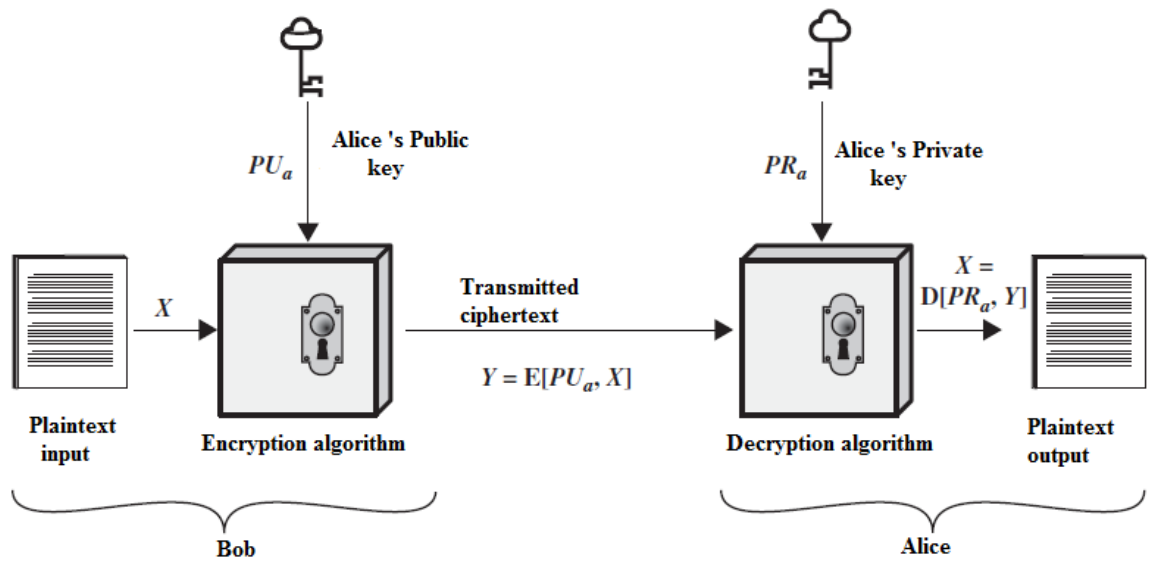 Alice 's Public
key
PUa
Alice 's Private
key
PRa
X
Transmitted
ciphertext
Y = E[PUa, X]
X =
D[PRa, Y]
Plaintext
input
Encryption algorithm
Decryption algorithm
Plaintext
output
Bob
Alice